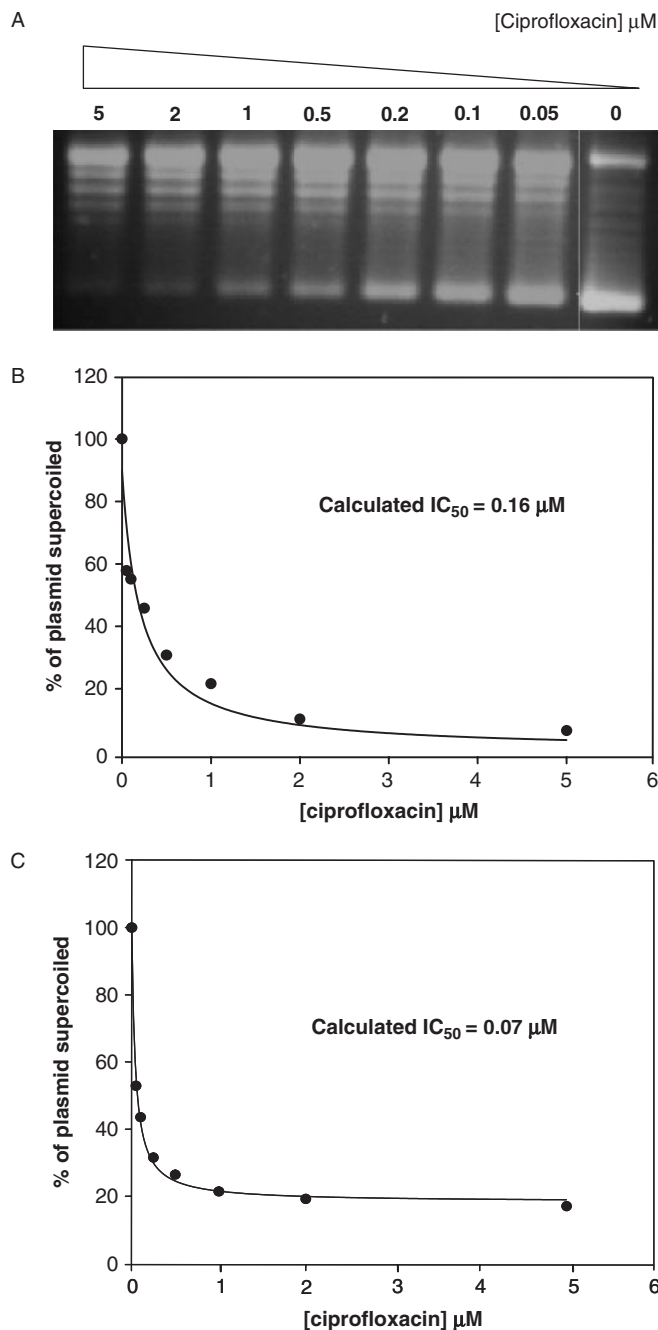 A
[Ciprofloxacin] μM
5 2 1 0.5 0.2 0.1 0.05 0
B
120
100
80
60
40
20
0
% of plasmid supercoiled
Calculated IC50 = 0.16 μM
0 1 2 3 4 5 6
[ciprofloxacin] μM
C
120
100
80
60
40
20
0
% of plasmid supercoiled
Calculated IC50 = 0.07 μM
0 1 2 3 4 5 6
[ciprofloxacin] μM